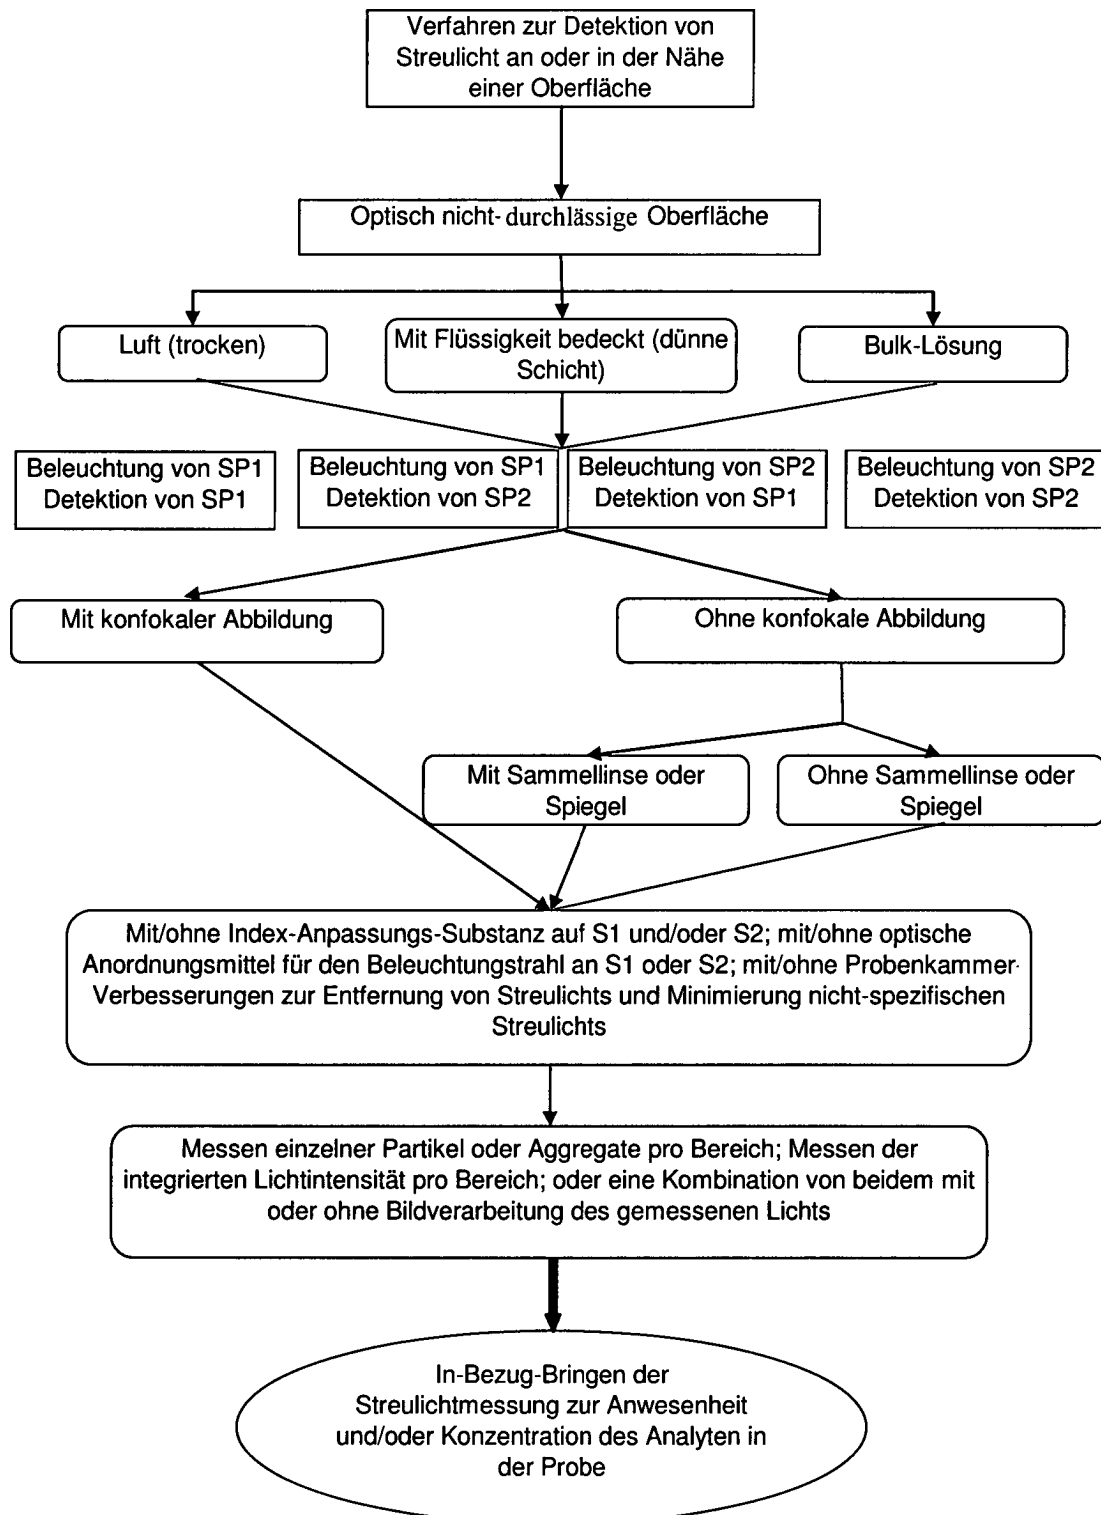 Verfahren zur Detektion von
Streulicht an oder in der Nähe
einer Oberfläche
Optisch nicht-durchlässige Oberfläche
Luft (trocken)
Mit Flüssigkeit bedeckt (dünne
Schicht)
Bulk-Lösung
Beleuchtung von SP1
Detektion von SP1
Beleuchtung von SP1
Detektion von SP2
Beleuchtung von SP2
Detektion von SP1
Beleuchtung von SP2
Detektion von SP2
Mit konfokaler Abbildung
Ohne konfokale Abbildung
Mit Sammellinse oder
Spiegel
Ohne Sammellinse oder
Spiegel
Mit/ohne Index-Anpassungs-Substanz auf S1 und/oder S2; mit/ohne optische
Anordnungsmittel für den Beleuchtungstrahl an S1 oder S2; mit/ohne Probenkammer-
Verbesserungen zur Entfernung von Streulichts und Minimierung nicht-spezifischen
Streulichts
Messen einzelner Partikel oder Aggregate pro Bereich; Messen der
integrierten Lichtintensität pro Bereich; oder eine Kombination von beidem mit
oder ohne Bildverarbeitung des gemessenen Lichts
In-Bezug-Bringen der
Streulichtmessung zur Anwesenheit
und/oder Konzentration des Analyten in
der Probe